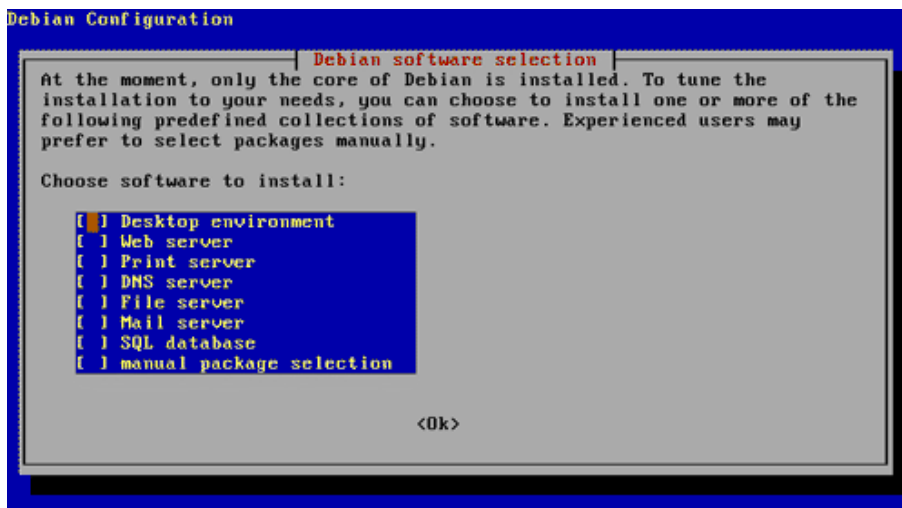 Debian Configuration
Debian software selection
At the moment, only the core of Debian is installed. To tune the
installation to your needs, you can choose to install one or more of the
following predefined collections of software. Experienced users may
prefer to select packages manually.
Choose software to install:
[ ] Desktop environment
[ ] Web server
[ ] Print server
[ ] DNS server
[ ] File server
[ ] Mail server
[ ] SQL database
[ ] manual package selection
<Ok>